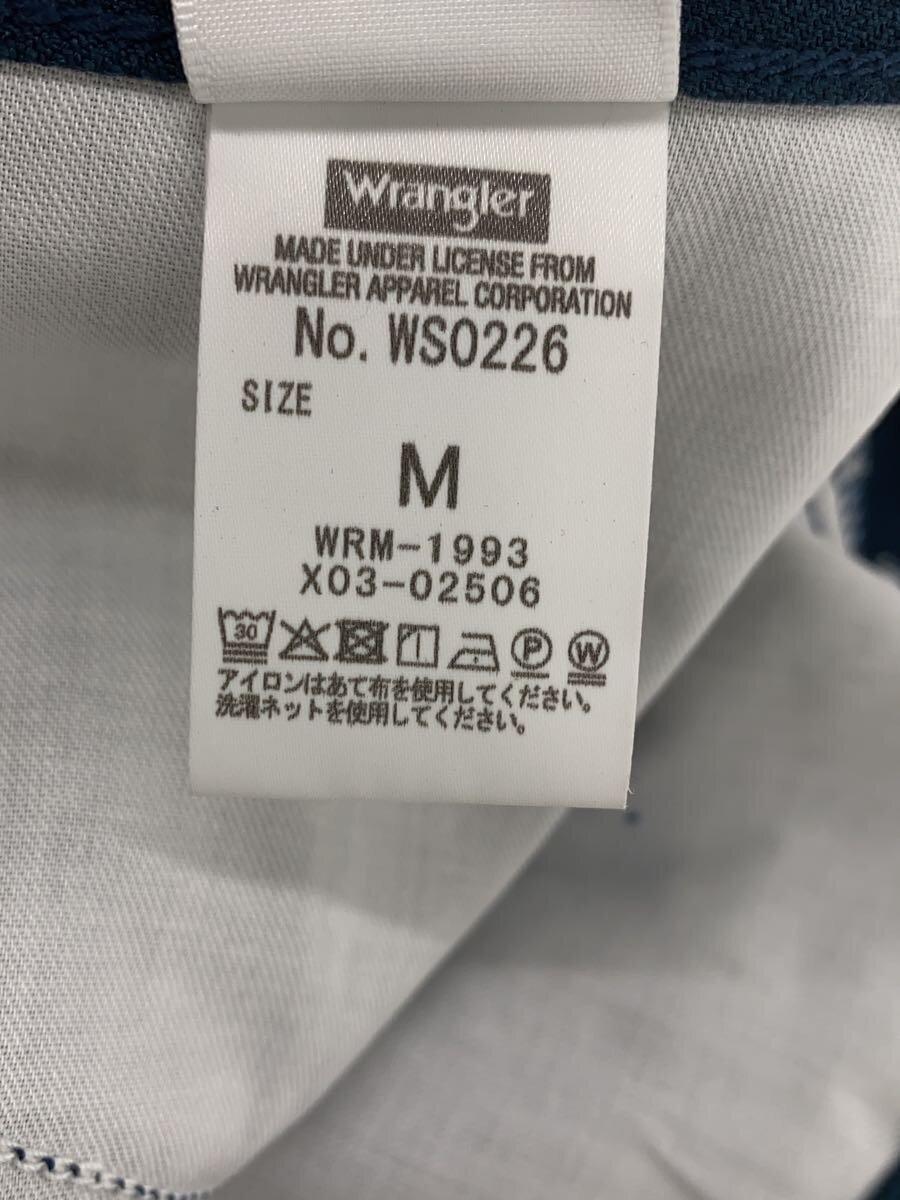 Wrangler
MADE UNDER LICENSE FROM
WRANGLER APPAREL CORPORATION
No. WS0226
SIZE
M
WRM-1993
X03-02506
30 P W
アイロンはあて布を使用してください。
洗濯ネットを使用してください。